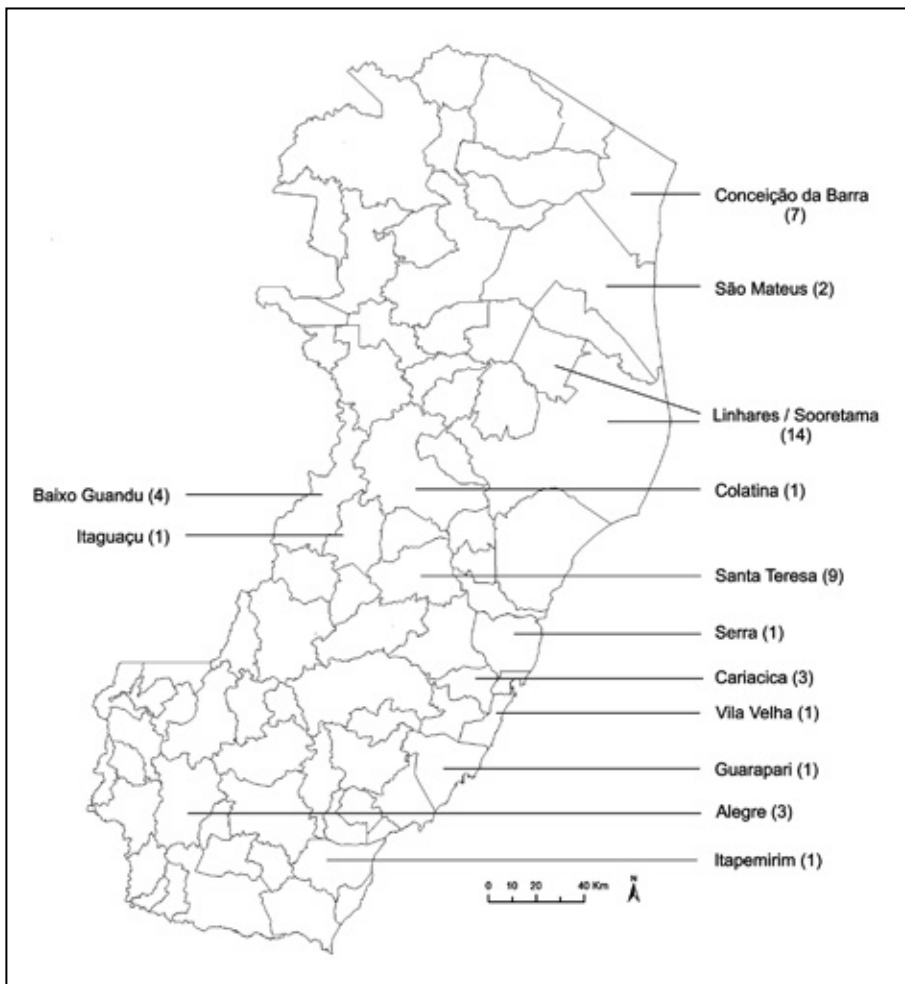 Conceição da Barra
(7)
São Mateus (2)
Linhares / Sooretama
(14)
Baixo Guandu (4)
Colatina (1)
Itaguaçu (1)
Santa Teresa (9)
Serra (1)
Cariacica (3)
Vila Velha (1)
Guarapari (1)
Alegre (3)
Itapemirim (1)
0 10 20 40 Km
N